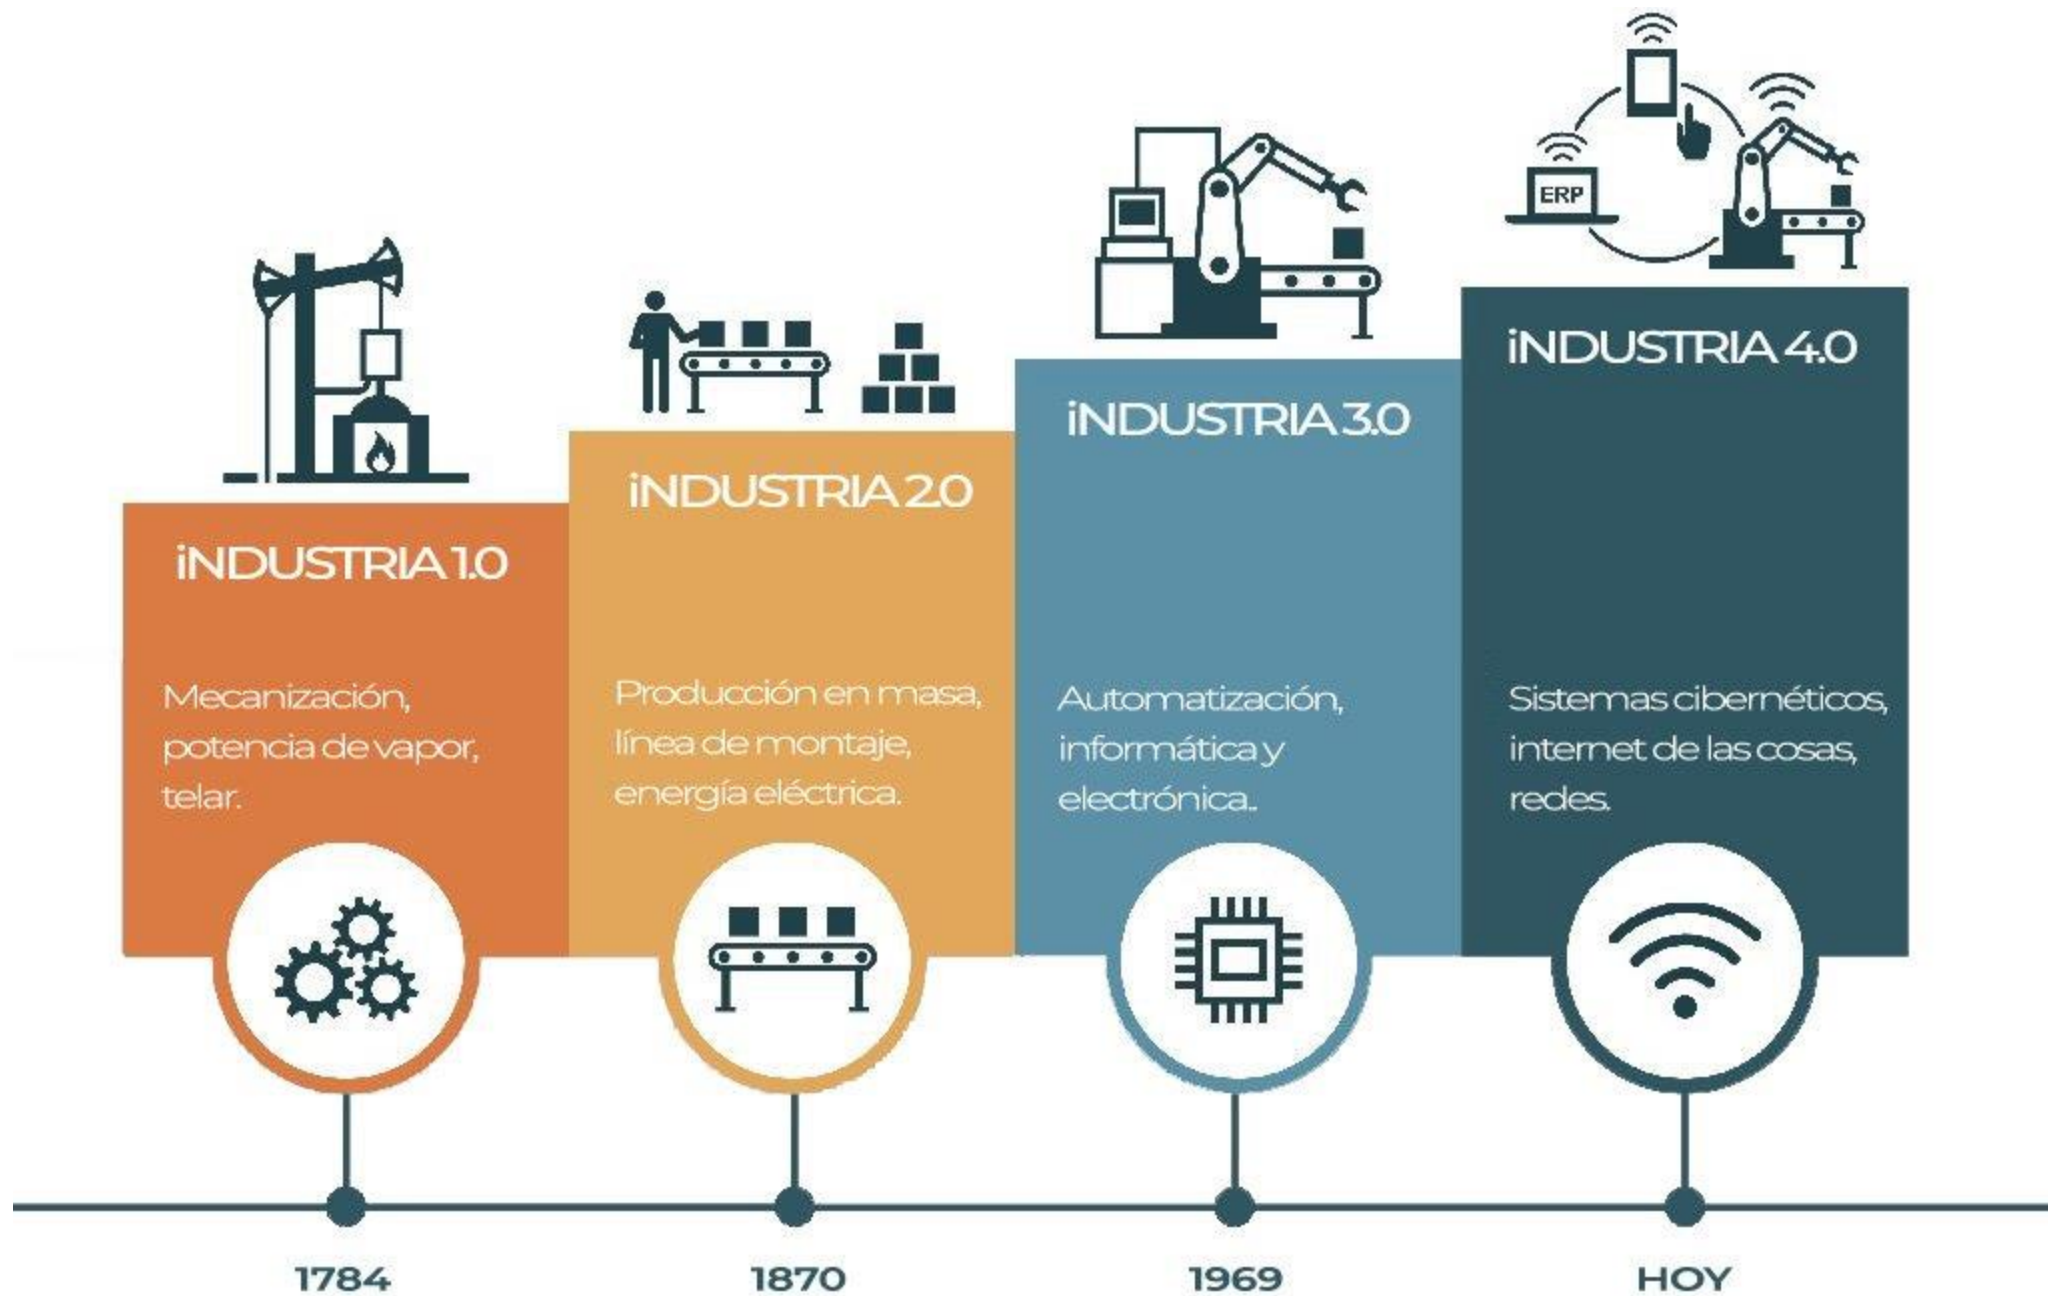 ERP
iNDUSTRIA 4.0
iNDUSTRIA 3.0
iNDUSTRIA 2.0
iNDUSTRIA 1.0
Mecanización,
potencia de vapor,
telar.
Producción en masa,
línea de montaje,
energía eléctrica.
Automatización,
informática y
electrónica..
Sistemas cibernéticos,
internet de las cosas,
redes.
1784
1870
1969
HOY